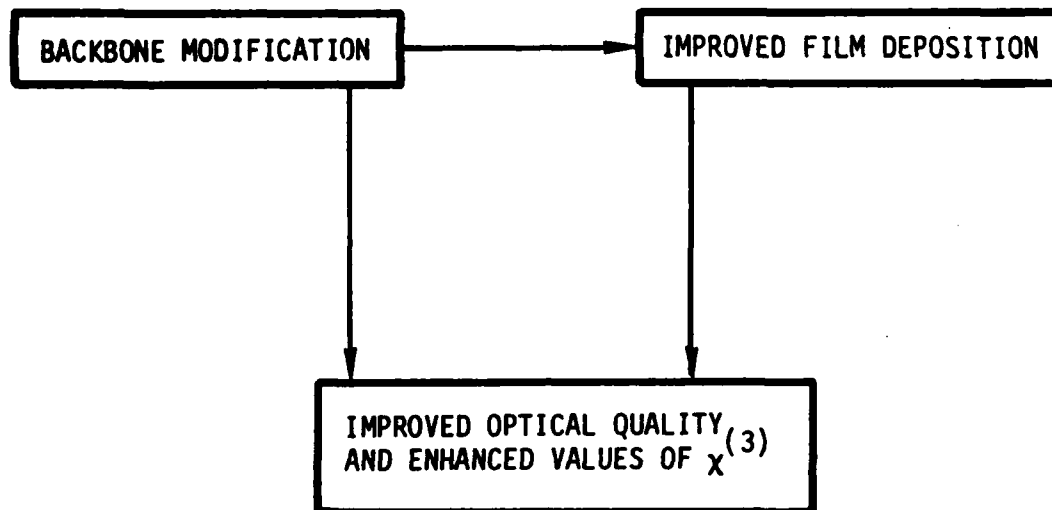 BACKBONE MODIFICATION
IMPROVED FILM DEPOSITION
IMPROVED OPTICAL QUALITY
AND ENHANCED VALUES OF χ(3)